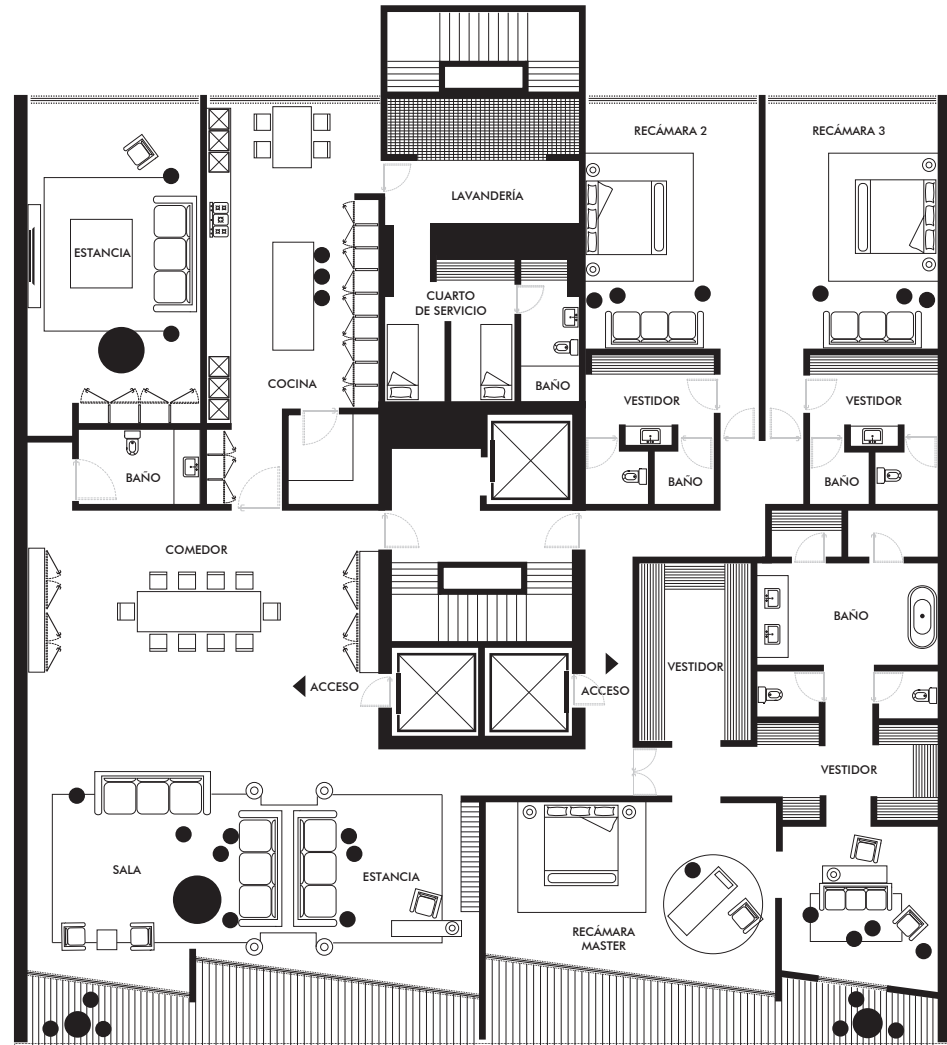 RECÁMARA 2
RECÁMARA 3
LAVANDERÍA
ESTANCIA
CUARTO
DE SERVICIO
COCINA
BAÑO
VESTIDOR
VESTIDOR
BAÑO
BAÑO
BAÑO
COMEDOR
BAÑO
VESTIDOR
ACCESO
ACCESO
VESTIDOR
SALA
ESTANCIA
RECÁMARA
MASTER